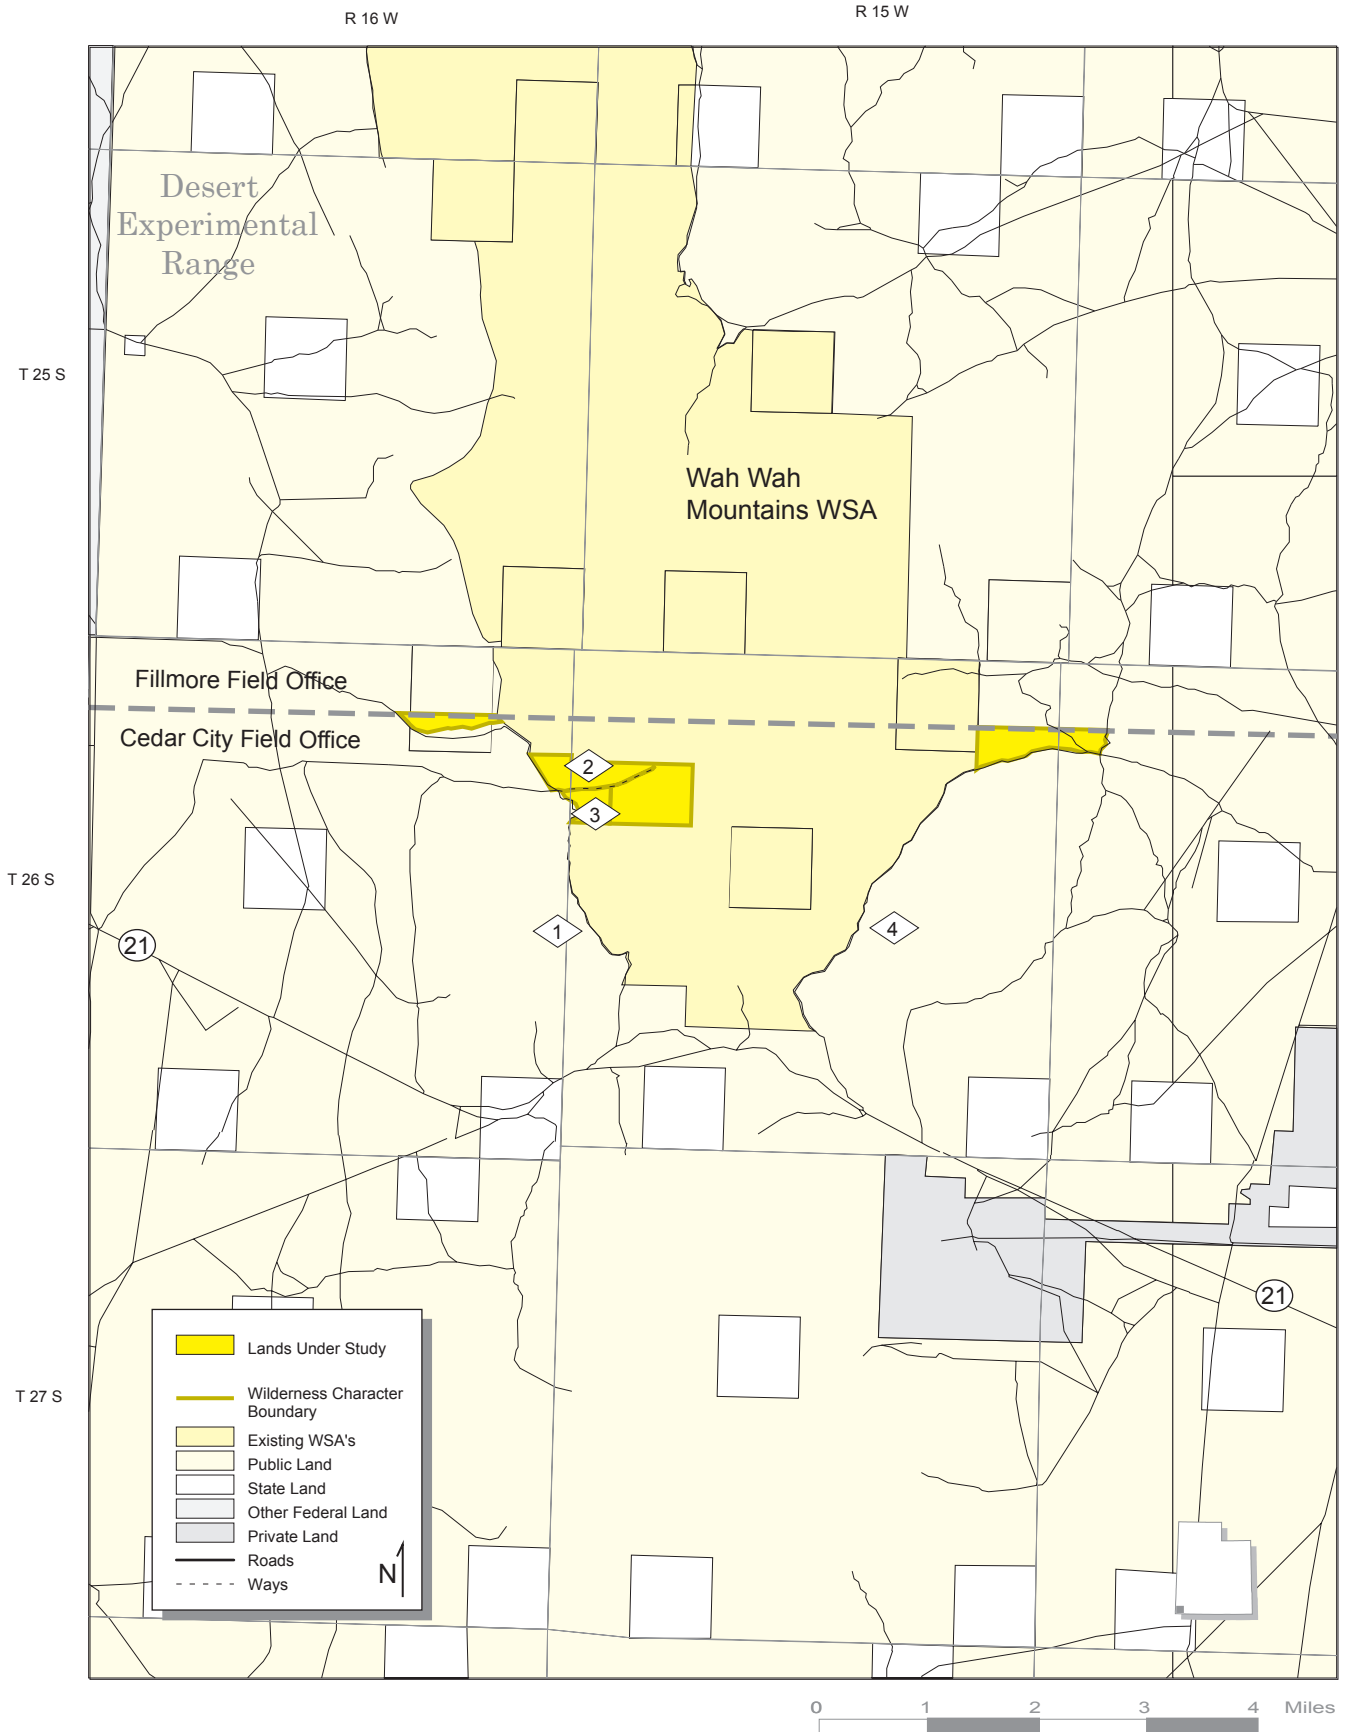 R 16 W
R 15 W
Desert
Experimental
Range
T 25 S
Wah Wah
Mountains WSA
Fillmore Field Office
Cedar City Field Office
2
3
T 26 S
1
4
21
21
T 27 S
Lands Under Study
Wilderness Character
Boundary
Existing WSA's
Public Land
State Land
Other Federal Land
Private Land
Roads
Ways
N
0 1 2 3 4 Miles